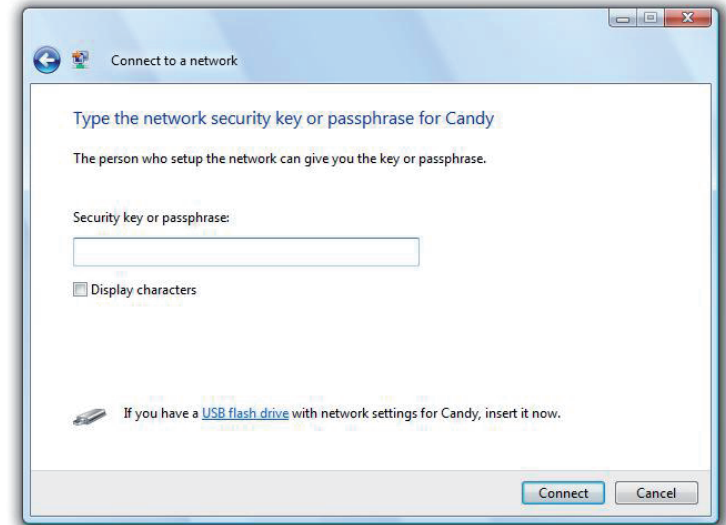 Connect to a network
Type the network security key or passphrase for Candy
The person who setup the network can give you the key or passphrase.
Security key or passphrase:
Display characters
If you have a USB flash drive with network settings for Candy, insert it now.
Connect
Cancel